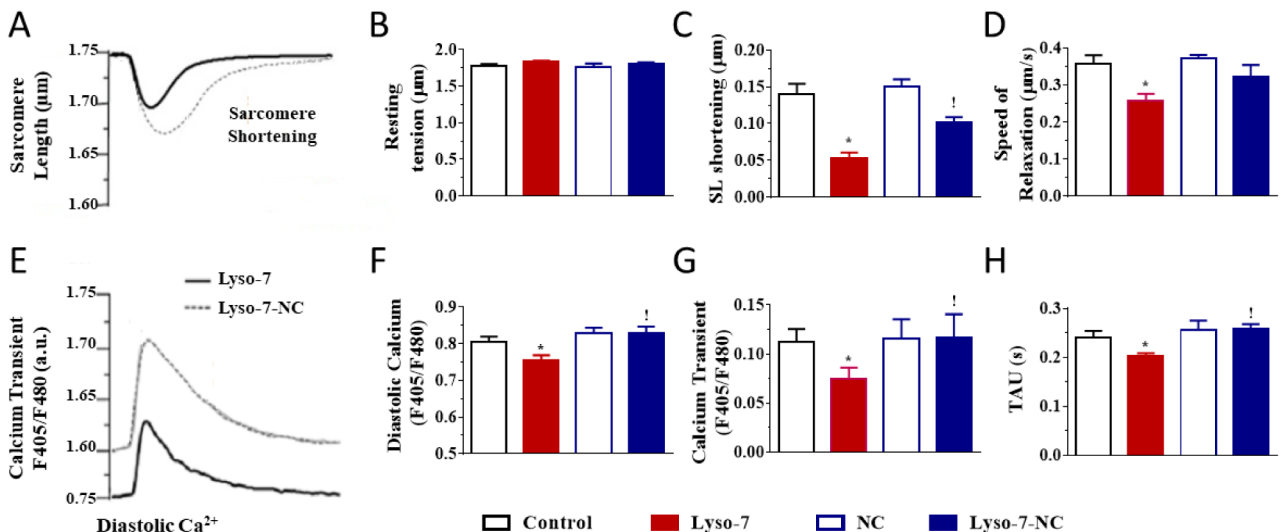 A
Sarcomere
Length (µm)
1.75
1.70
1.65
1.60
Sarcomere
Shortening
B
Resting
tension (µm)
2.0
1.5
1.0
0.5
0.0
C
SL shortening (µm)
0.20
0.15
0.10
0.05
0.00
*
!
D
Speed of
Relaxation (µm/s)
0.4
0.3
0.2
0.1
0.0
*
E
Calcium Transient
F405/F480 (a.u.)
1.75
1.70
1.65
1.60
0.75
Lyso-7
Lyso-7-NC
Diastolic Ca²⁺
F
Diastolic Calcium
(F405/F480)
0.9
0.8
0.7
0.6
0.5
*
!
G
Calcium Transient
(F405/F480)
0.15
0.10
0.05
0.00
*
!
H
TAU (s)
0.3
0.2
0.1
0.0
*
!
Control
Lyso-7
NC
Lyso-7-NC